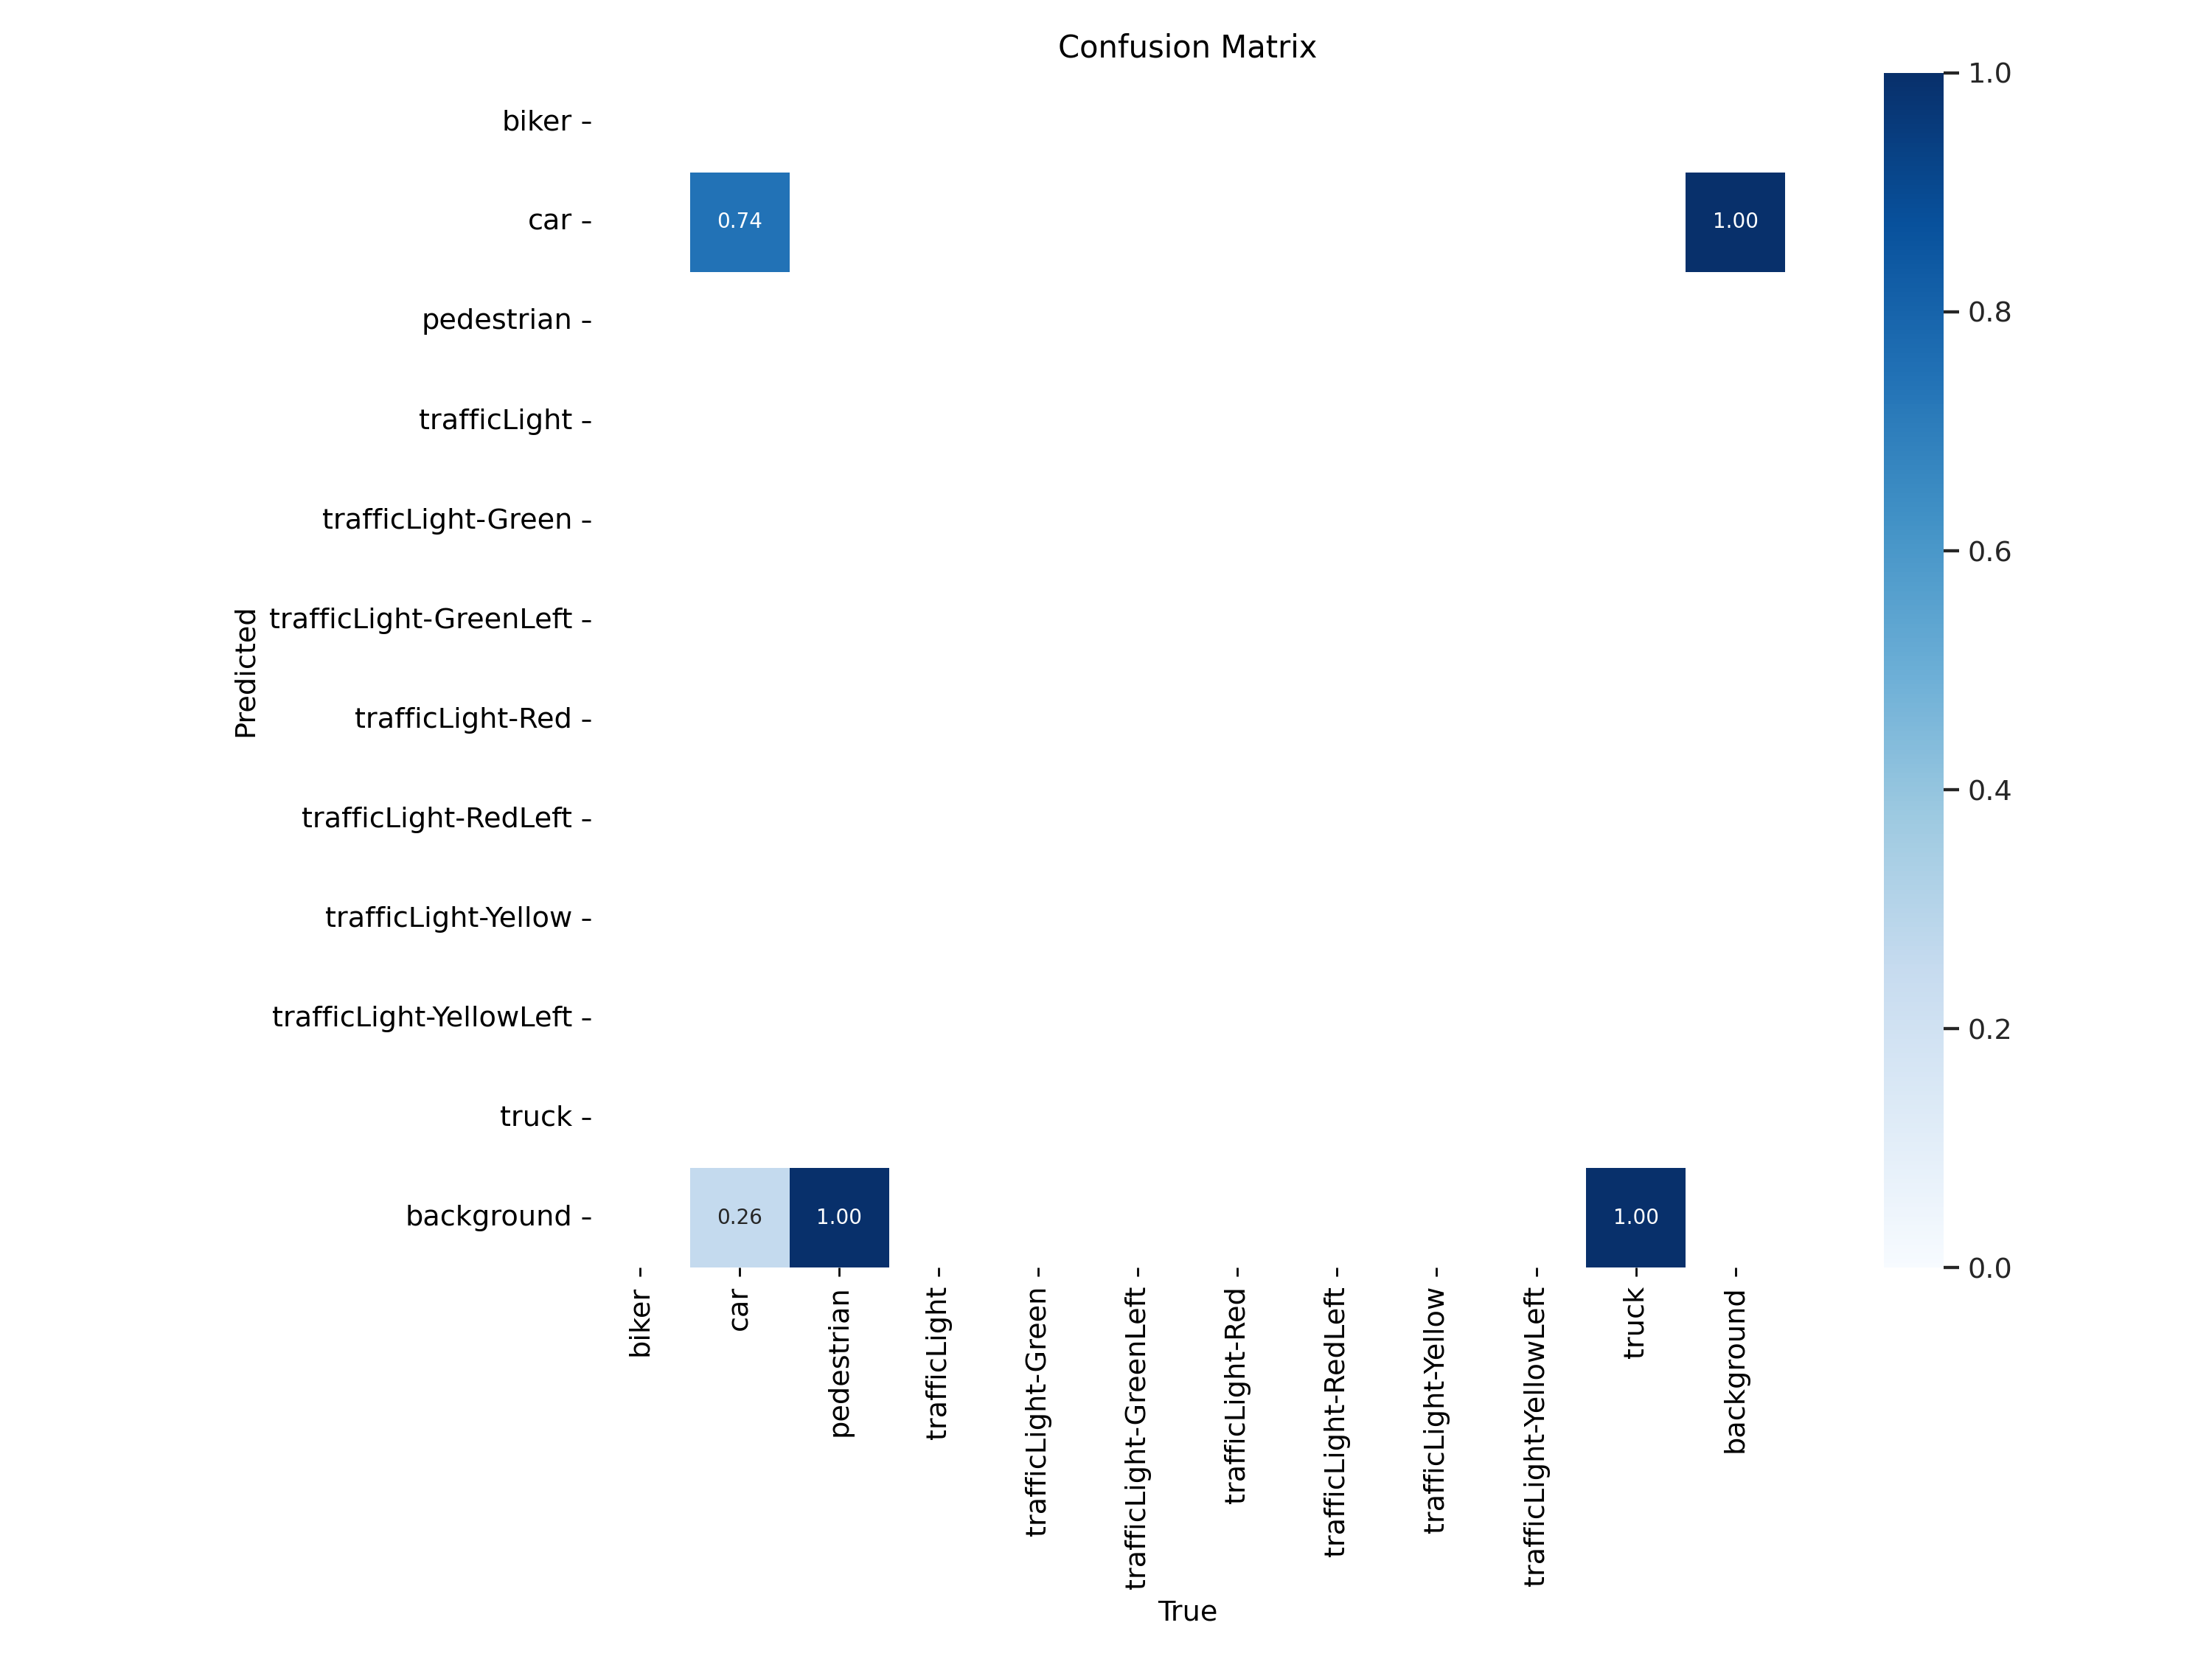 Confusion Matrix
biker
car
pedestrian
trafficLight
trafficLight-Green
trafficLight-GreenLeft
trafficLight-Red
trafficLight-RedLeft
trafficLight-Yellow
trafficLight-YellowLeft
truck
background
Predicted
0.74
1.00
0.26
1.00
1.00
biker
car
pedestrian
trafficLight
trafficLight-Green
trafficLight-GreenLeft
trafficLight-Red
trafficLight-RedLeft
trafficLight-Yellow
trafficLight-YellowLeft
truck
background
True
1.0
0.8
0.6
0.4
0.2
0.0